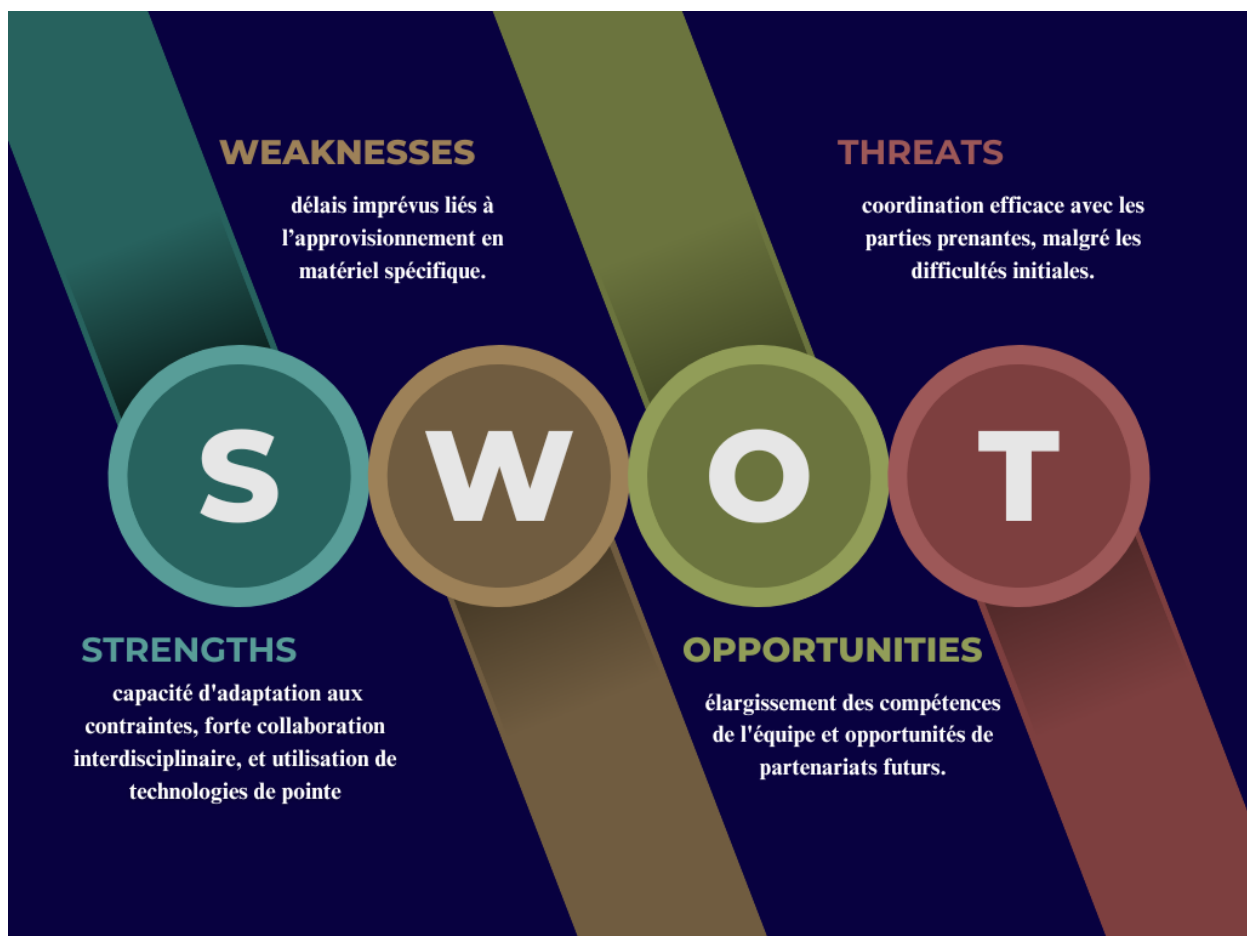 WEAKNESSES
délais imprévus liés à
l’approvisionnement en
matériel spécifique.
THREATS
coordination efficace avec les
parties prenantes, malgré les
difficultés initiales.
S W O T
STRENGTHS
capacité d'adaptation aux
contraintes, forte collaboration
interdisciplinaire, et utilisation de
technologies de pointe
OPPORTUNITIES
élargissement des compétences
de l'équipe et opportunités de
partenariats futurs.